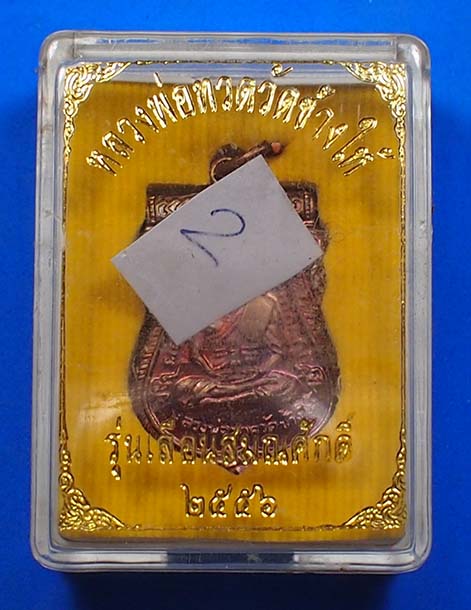 หลวงพ่อทวดวัดช้างให้
2
รุ่นเลื่อนสมณศักดิ์
๒๕๕๖